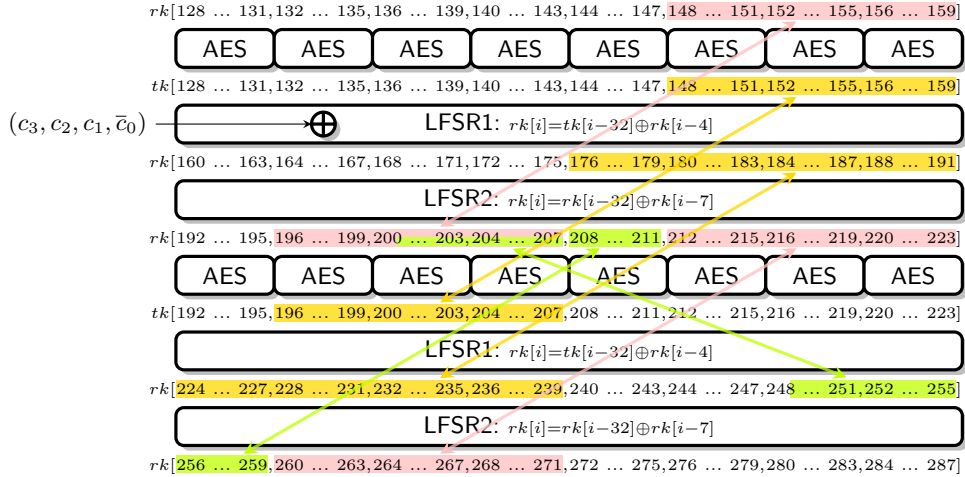 rk[128 ... 131,132 ... 135,136 ... 139,140 ... 143,144 ... 147,148 ... 151,152 ... 155,156 ... 159]
AES AES AES AES AES AES AES AES
tk[128 ... 131,132 ... 135,136 ... 139,140 ... 143,144 ... 147,148 ... 151,152 ... 155,156 ... 159]
(c₃, c₂, c₁, c̄₀) ⊕ LFSR1: rk[i]=tk[i−32]⊕rk[i−4]
rk[160 ... 163,164 ... 167,168 ... 171,172 ... 175,176 ... 179,180 ... 183,184 ... 187,188 ... 191]
LFSR2: rk[i]=rk[i−32]⊕rk[i−7]
rk[192 ... 195,196 ... 199,200 ... 203,204 ... 207,208 ... 211,212 ... 215,216 ... 219,220 ... 223]
AES AES AES AES AES AES AES AES
tk[192 ... 195,196 ... 199,200 ... 203,204 ... 207,208 ... 211,212 ... 215,216 ... 219,220 ... 223]
LFSR1: rk[i]=tk[i−32]⊕rk[i−4]
rk[224 ... 227,228 ... 231,232 ... 235,236 ... 239,240 ... 243,244 ... 247,248 ... 251,252 ... 255]
LFSR2: rk[i]=rk[i−32]⊕rk[i−7]
rk[256 ... 259,260 ... 263,264 ... 267,268 ... 271,272 ... 275,276 ... 279,280 ... 283,284 ... 287]